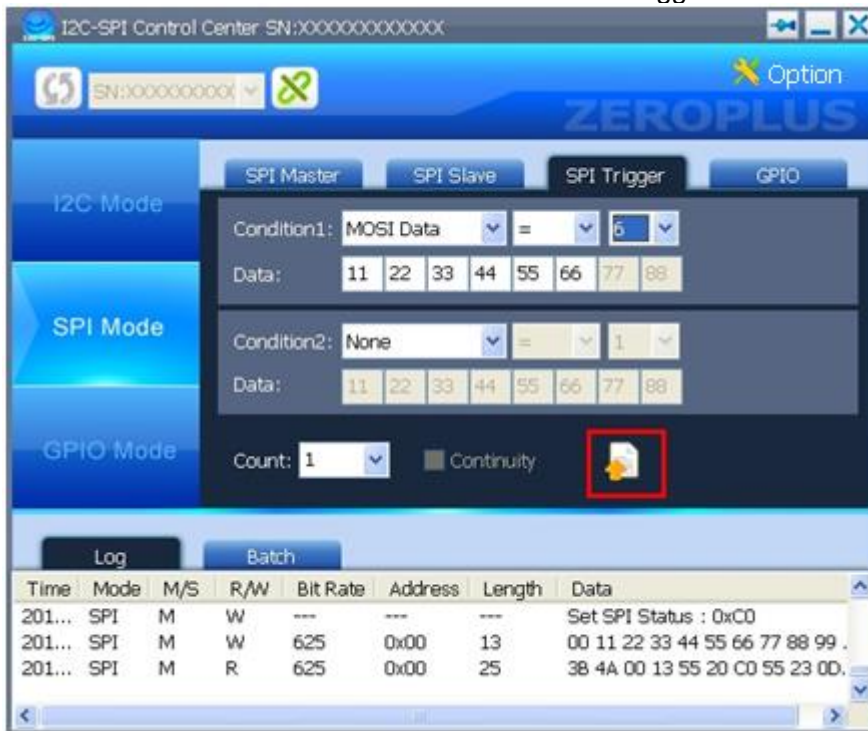 I2C-SPI Control Center SN:XXXXXXXXXXXX
SN:XXXXXXXXX
Option
ZEROPLUS
SPI Master SPI Slave SPI Trigger GPIO
I2C Mode
Condition1: MOSI Data = 6
Data: 11 22 33 44 55 66 77 88
SPI Mode
Condition2: None = 1
Data: 11 22 33 44 55 66 77 88
GPIO Mode
Count: 1 Continuity
Log Batch
Time Mode M/S R/W Bit Rate Address Length Data
201... SPI M W --- --- --- Set SPI Status : 0xC0
201... SPI M W 625 0x00 13 00 11 22 33 44 55 66 77 88 99 .
201... SPI M R 625 0x00 25 3B 4A 00 13 55 20 C0 55 23 0D.